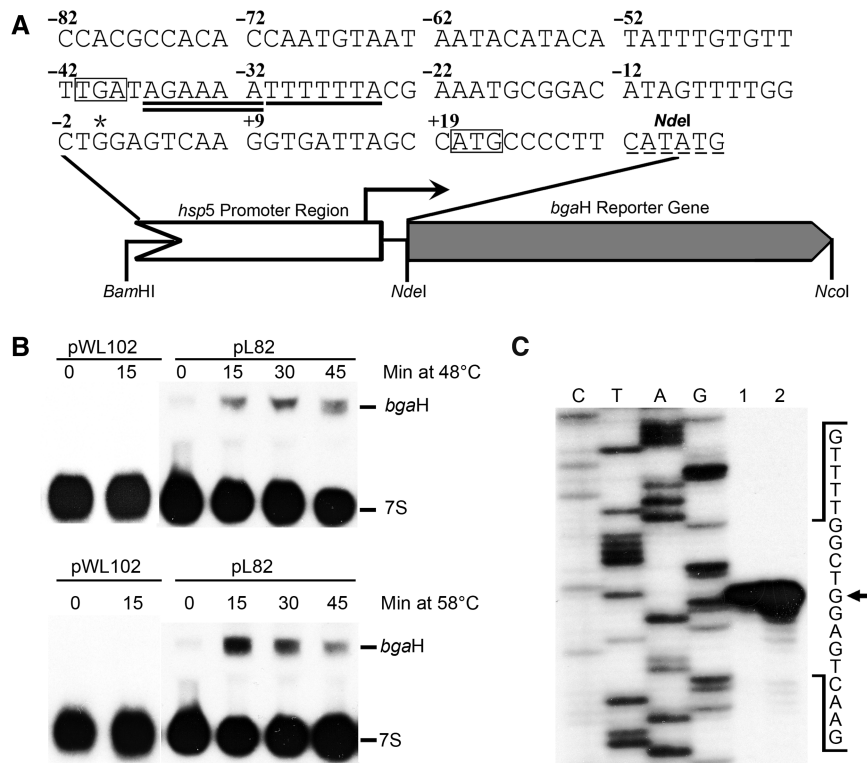 A
−82 −72 −62 −52
CCACGCCACA CCAATGTAAT AATACATACA TATTTGTGTT
−42 −32 −22 −12
TTGATAGAAA ATTTTTTACG AAATGCGGAC ATAGTTTTGG
−2 * +9 +19 NdeI
CTGGAGTCAA GGTGATTAGC CATGCCCCTT CATATG
hsp5 Promoter Region bgaH Reporter Gene
BamHI NdeI NcoI
B
pWL102 pL82
0 15 0 15 30 45 Min at 48°C
bgaH
7S
pWL102 pL82
0 15 0 15 30 45 Min at 58°C
bgaH
7S
C
C T A G 1 2
G
T
T
T
T
G
G
C
T
G
G
A
G
T
C
A
A
G